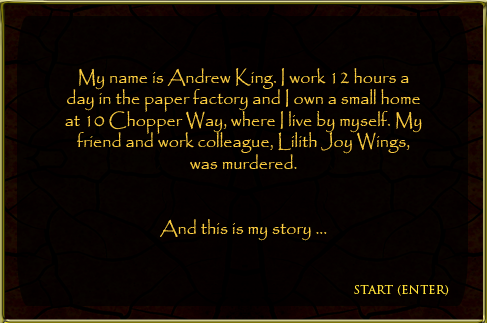 My name is Andrew King. I work 12 hours a
day in the paper factory and I own a small home
at 10 Chopper Way, where I live by myself. My
friend and work colleague, Lilith Joy Wings,
was murdered.
And this is my story ...
START (ENTER)